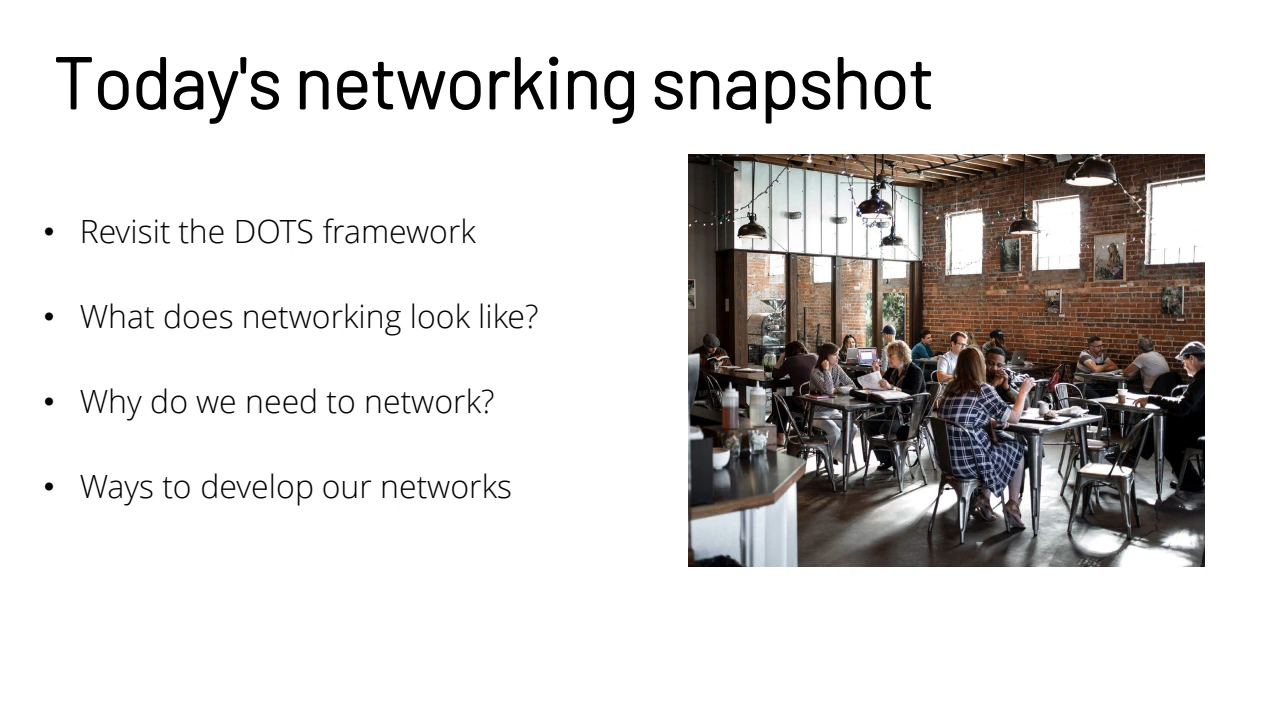 Today's networking snapshot
• Revisit the DOTS framework
• What does networking look like?
• Why do we need to network?
• Ways to develop our networks